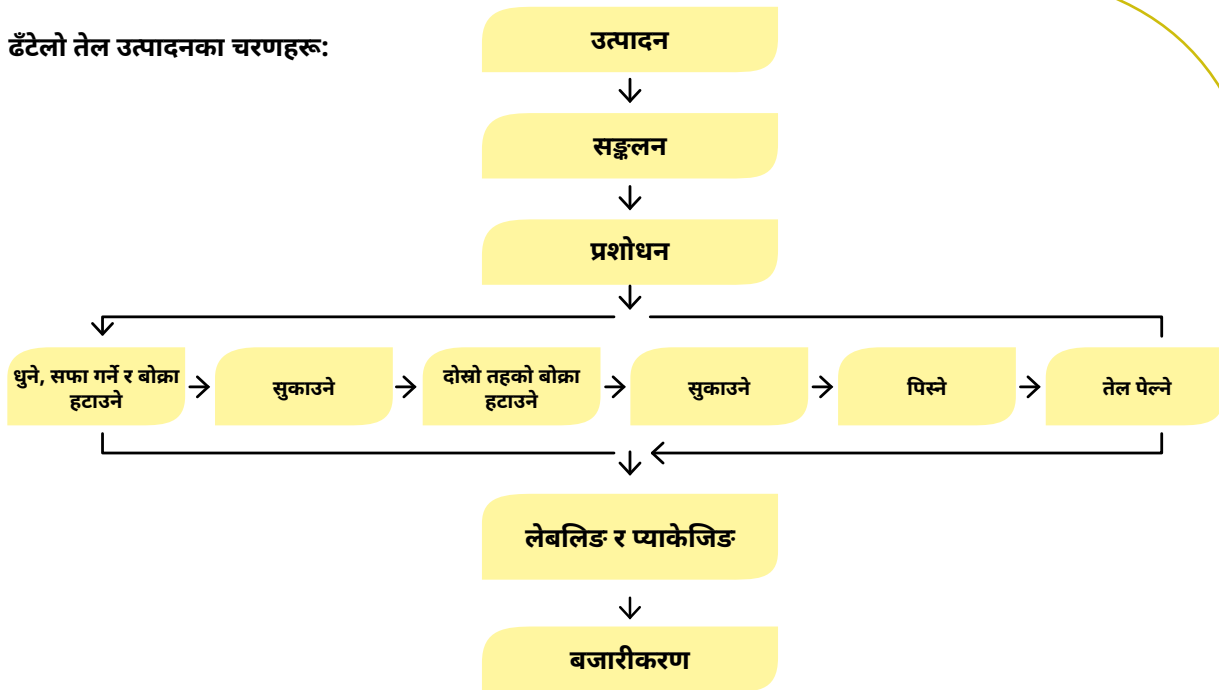 ढँटेलो तेल उत्पादनका चरणहरू:
उत्पादन
सङ्कलन
प्रशोधन
धुने, सफा गर्ने र बोक्रा
हटाउने
सुकाउने
दोस्रो तहको बोक्रा
हटाउने
सुकाउने
पिस्ने
तेल पेल्ने
लेबलिङ र प्याकेजिङ
बजारीकरण